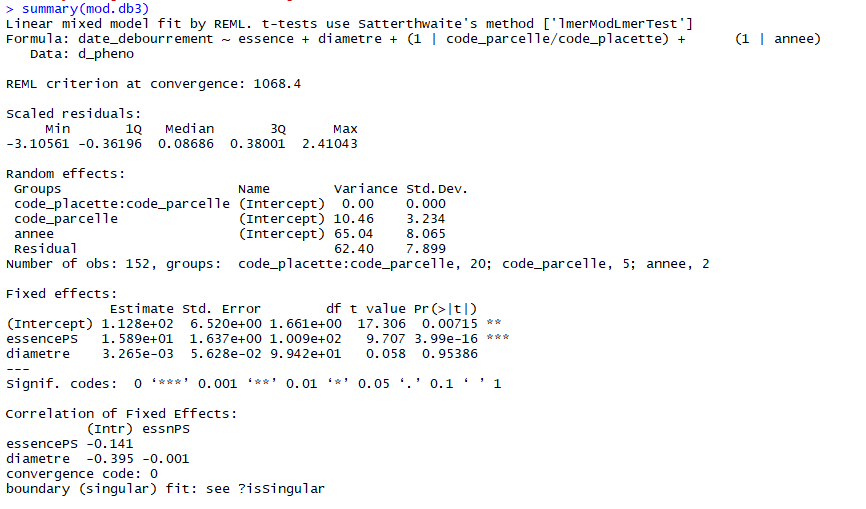 > summary(mod.db3)
Linear mixed model fit by REML. t-tests use Satterthwaite's method ['lmerModLmerTest']
Formula: date_debourrement ~ essence + diametre + (1 | code_parcelle/code_placette) +      (1 | annee)
   Data: d_pheno

REML criterion at convergence: 1068.4

Scaled residuals:
     Min       1Q   Median       3Q      Max
-3.10561 -0.36196  0.08686  0.38001  2.41043

Random effects:
 Groups                      Name        Variance Std.Dev.
 code_placette:code_parcelle (Intercept)  0.00    0.000
 code_parcelle               (Intercept) 10.46    3.234
 annee                       (Intercept) 65.04    8.065
 Residual                                62.40    7.899
Number of obs: 152, groups:  code_placette:code_parcelle, 20; code_parcelle, 5; annee, 2

Fixed effects:
             Estimate Std. Error        df t value Pr(>|t|)
(Intercept) 1.128e+02  6.520e+00 1.661e+00  17.306  0.00715 **
essencePS   1.589e+01  1.637e+00 1.009e+02   9.707 3.99e-16 ***
diametre    3.265e-03  5.628e-02 9.942e+01   0.058  0.95386
---
Signif. codes:  0 ‘***’ 0.001 ‘**’ 0.01 ‘*’ 0.05 ‘.’ 0.1 ‘ ’ 1

Correlation of Fixed Effects:
          (Intr) essnPS
essencePS -0.141
diametre  -0.395 -0.001
convergence code: 0
boundary (singular) fit: see ?isSingular